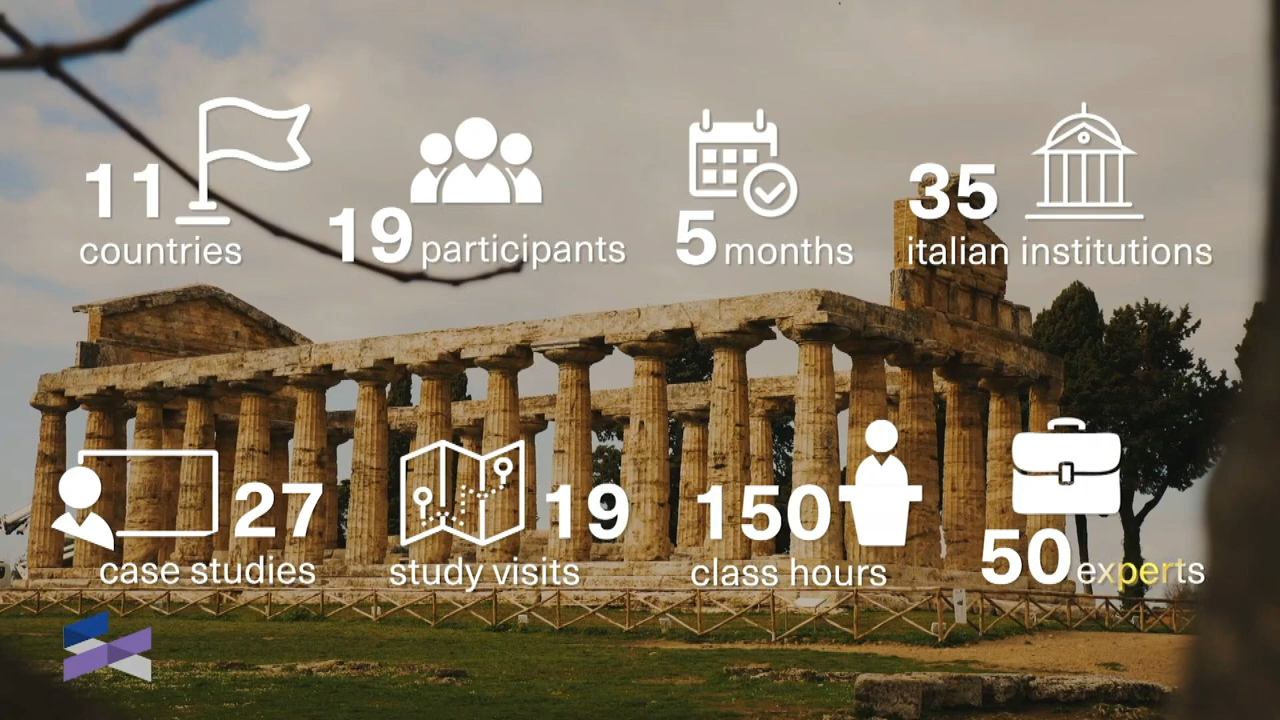 11 countries
19 participants
5 months
35 italian institutions
27 case studies
19 study visits
150 class hours
50 experts